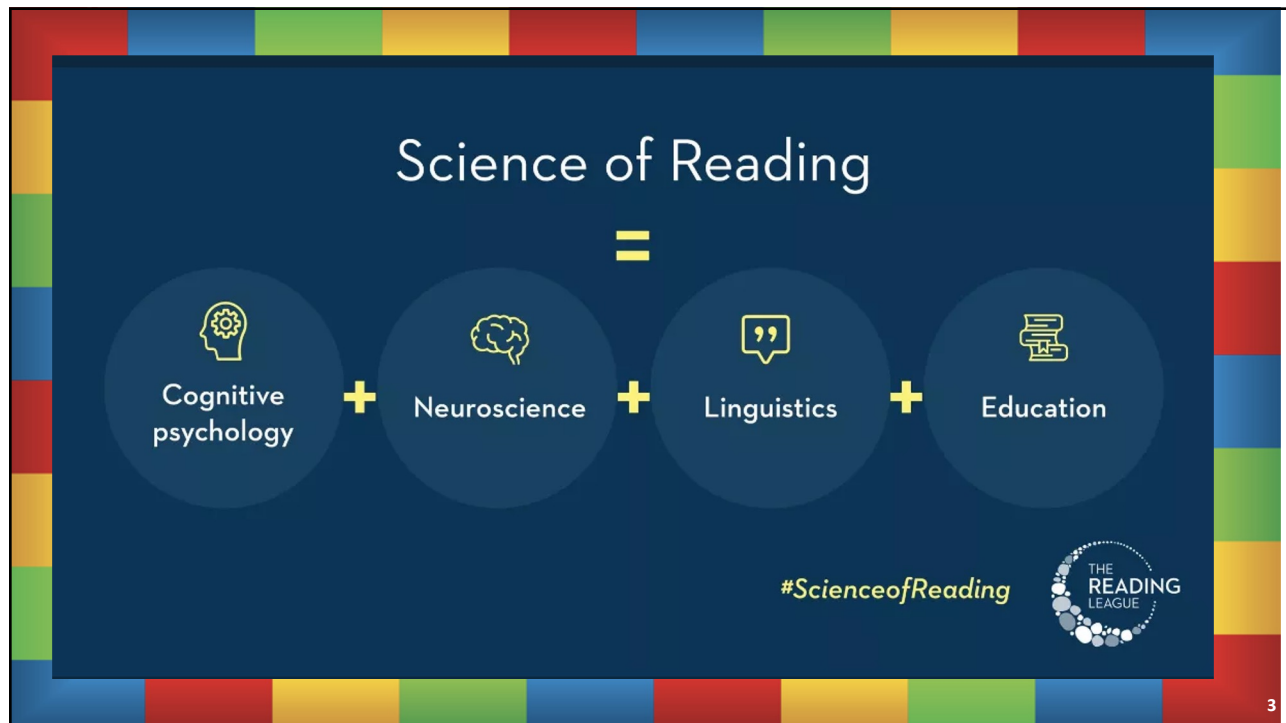 Science of Reading
=
Cognitive
psychology
+
Neuroscience
+
Linguistics
+
Education
#ScienceofReading
THE
READING
LEAGUE
3